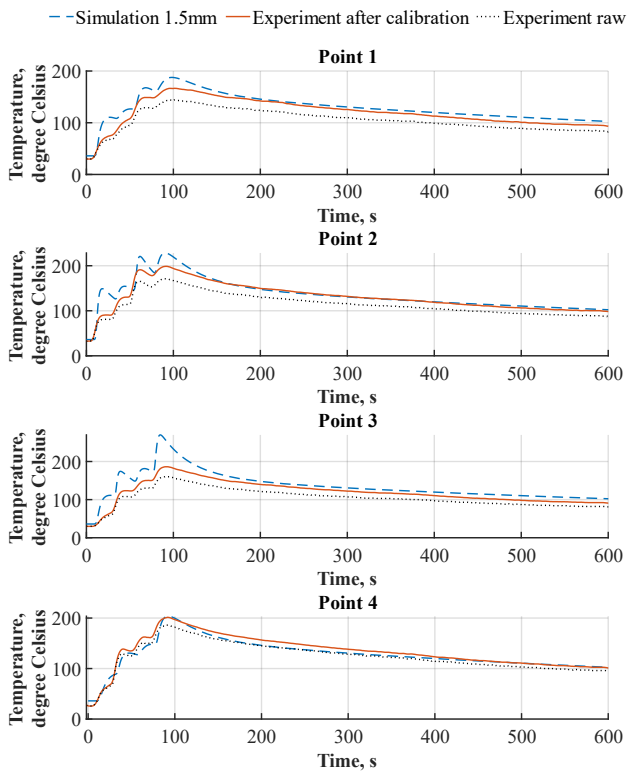 Simulation 1.5mm Experiment after calibration Experiment raw
Point 1
Temperature,
degree Celsius
200
100
0
0 100 200 300 400 500 600
Time, s
Point 2
Temperature,
degree Celsius
200
100
0
0 100 200 300 400 500 600
Time, s
Point 3
Temperature,
degree Celsius
200
100
0
0 100 200 300 400 500 600
Time, s
Point 4
Temperature,
degree Celsius
200
100
0
0 100 200 300 400 500 600
Time, s